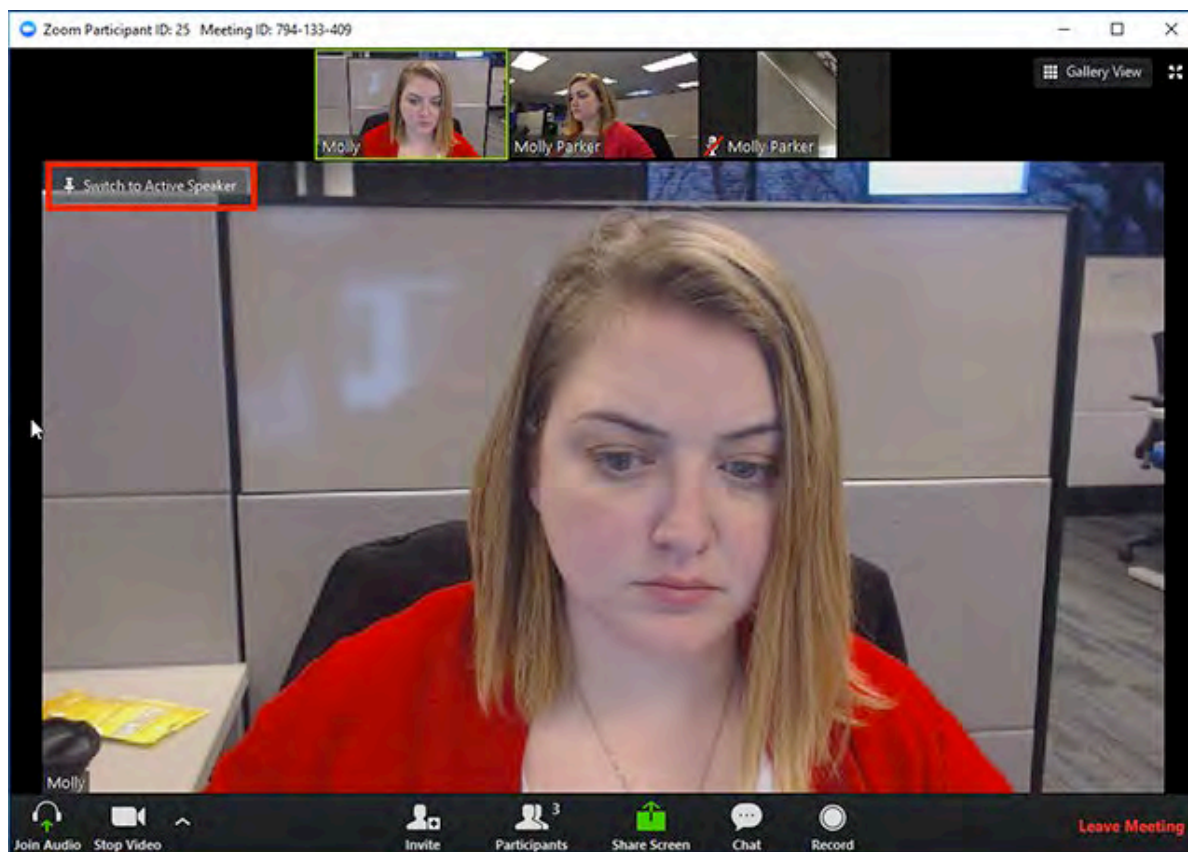 Zoom Participant ID: 25 Meeting ID: 794-133-409
Gallery View
Molly
Molly Parker
Molly Parker
Switch to Active Speaker
Molly
3
Join Audio Stop Video Invite Participants Share Screen Chat Record
Leave Meeting